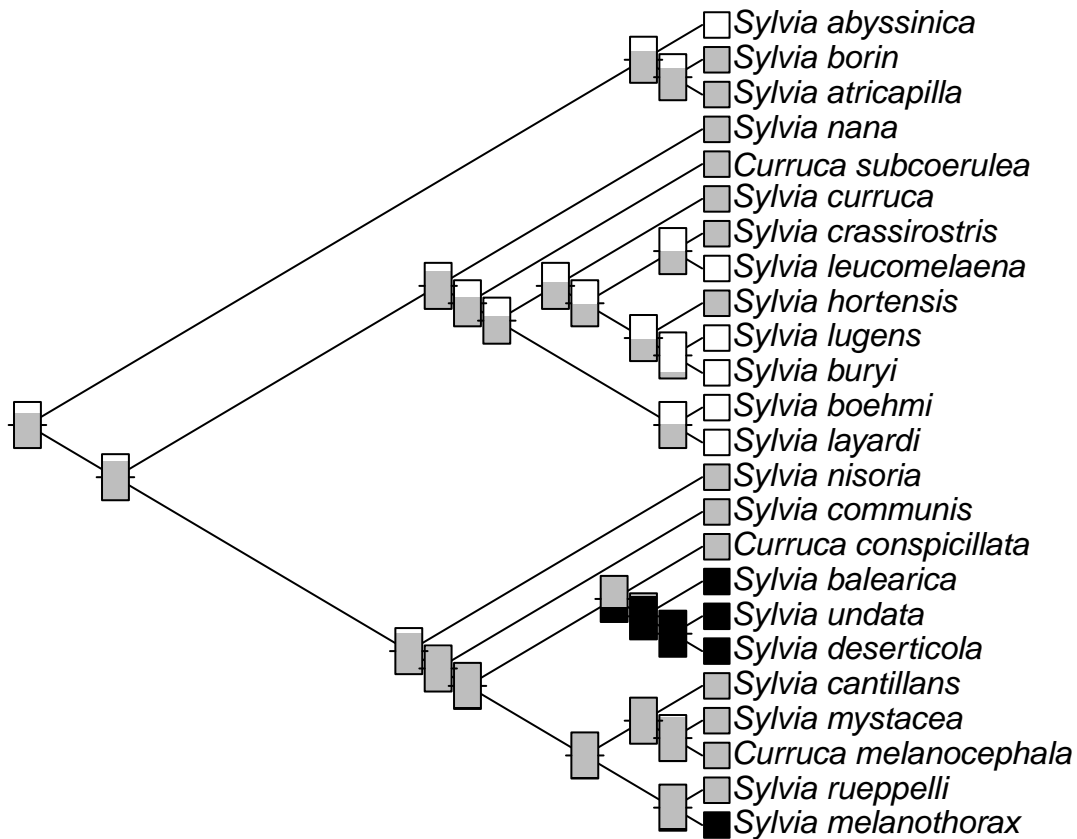 Sylvia abyssinica
Sylvia borin
Sylvia atricapilla
Sylvia nana
Curruca subcoerulea
Sylvia curruca
Sylvia crassirostris
Sylvia leucomelaena
Sylvia hortensis
Sylvia lugens
Sylvia buryi
Sylvia boehmi
Sylvia layardi
Sylvia nisoria
Sylvia communis
Curruca conspicillata
Sylvia balearica
Sylvia undata
Sylvia deserticola
Sylvia cantillans
Sylvia mystacea
Curruca melanocephala
Sylvia rueppelli
Sylvia melanothorax